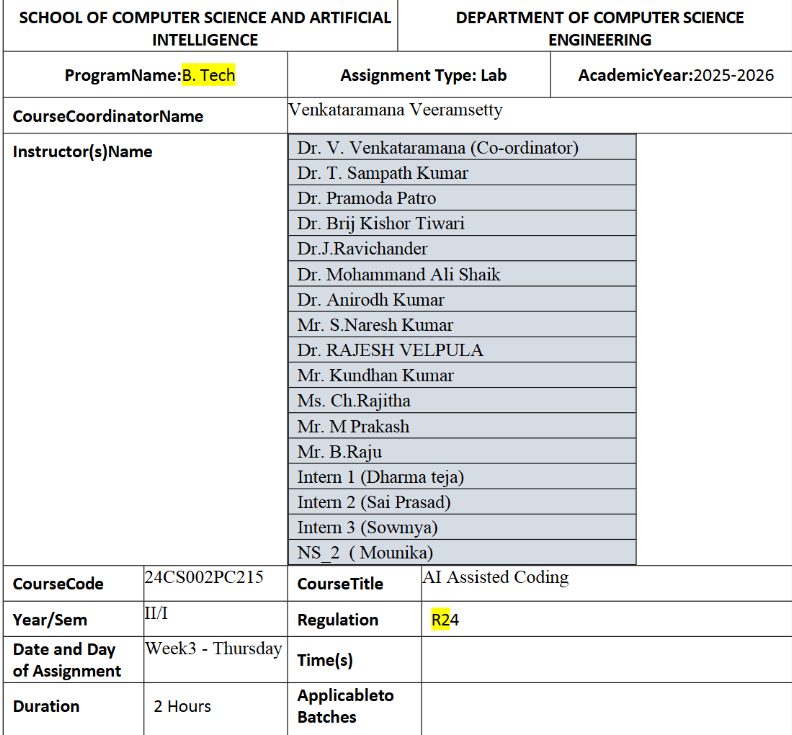 SCHOOL OF COMPUTER SCIENCE AND ARTIFICIAL
INTELLIGENCE
DEPARTMENT OF COMPUTER SCIENCE
ENGINEERING
ProgramName:B. Tech
Assignment Type: Lab
AcademicYear:2025-2026
CourseCoordinatorName
Venkataramana Veeramsetty
Instructor(s)Name
Dr. V. Venkataramana (Co-ordinator)
Dr. T. Sampath Kumar
Dr. Pramoda Patro
Dr. Brij Kishor Tiwari
Dr.J.Ravichander
Dr. Mohammand Ali Shaik
Dr. Anirodh Kumar
Mr. S.Naresh Kumar
Dr. RAJESH VELPULA
Mr. Kundhan Kumar
Ms. Ch.Rajitha
Mr. M Prakash
Mr. B.Raju
Intern 1 (Dharma teja)
Intern 2 (Sai Prasad)
Intern 3 (Sowmya)
NS_2 ( Mounika)
CourseCode
24CS002PC215
CourseTitle
AI Assisted Coding
Year/Sem
II/I
Regulation
R24
Date and Day
of Assignment
Week3 - Thursday
Time(s)
Duration
2 Hours
Applicableto
Batches